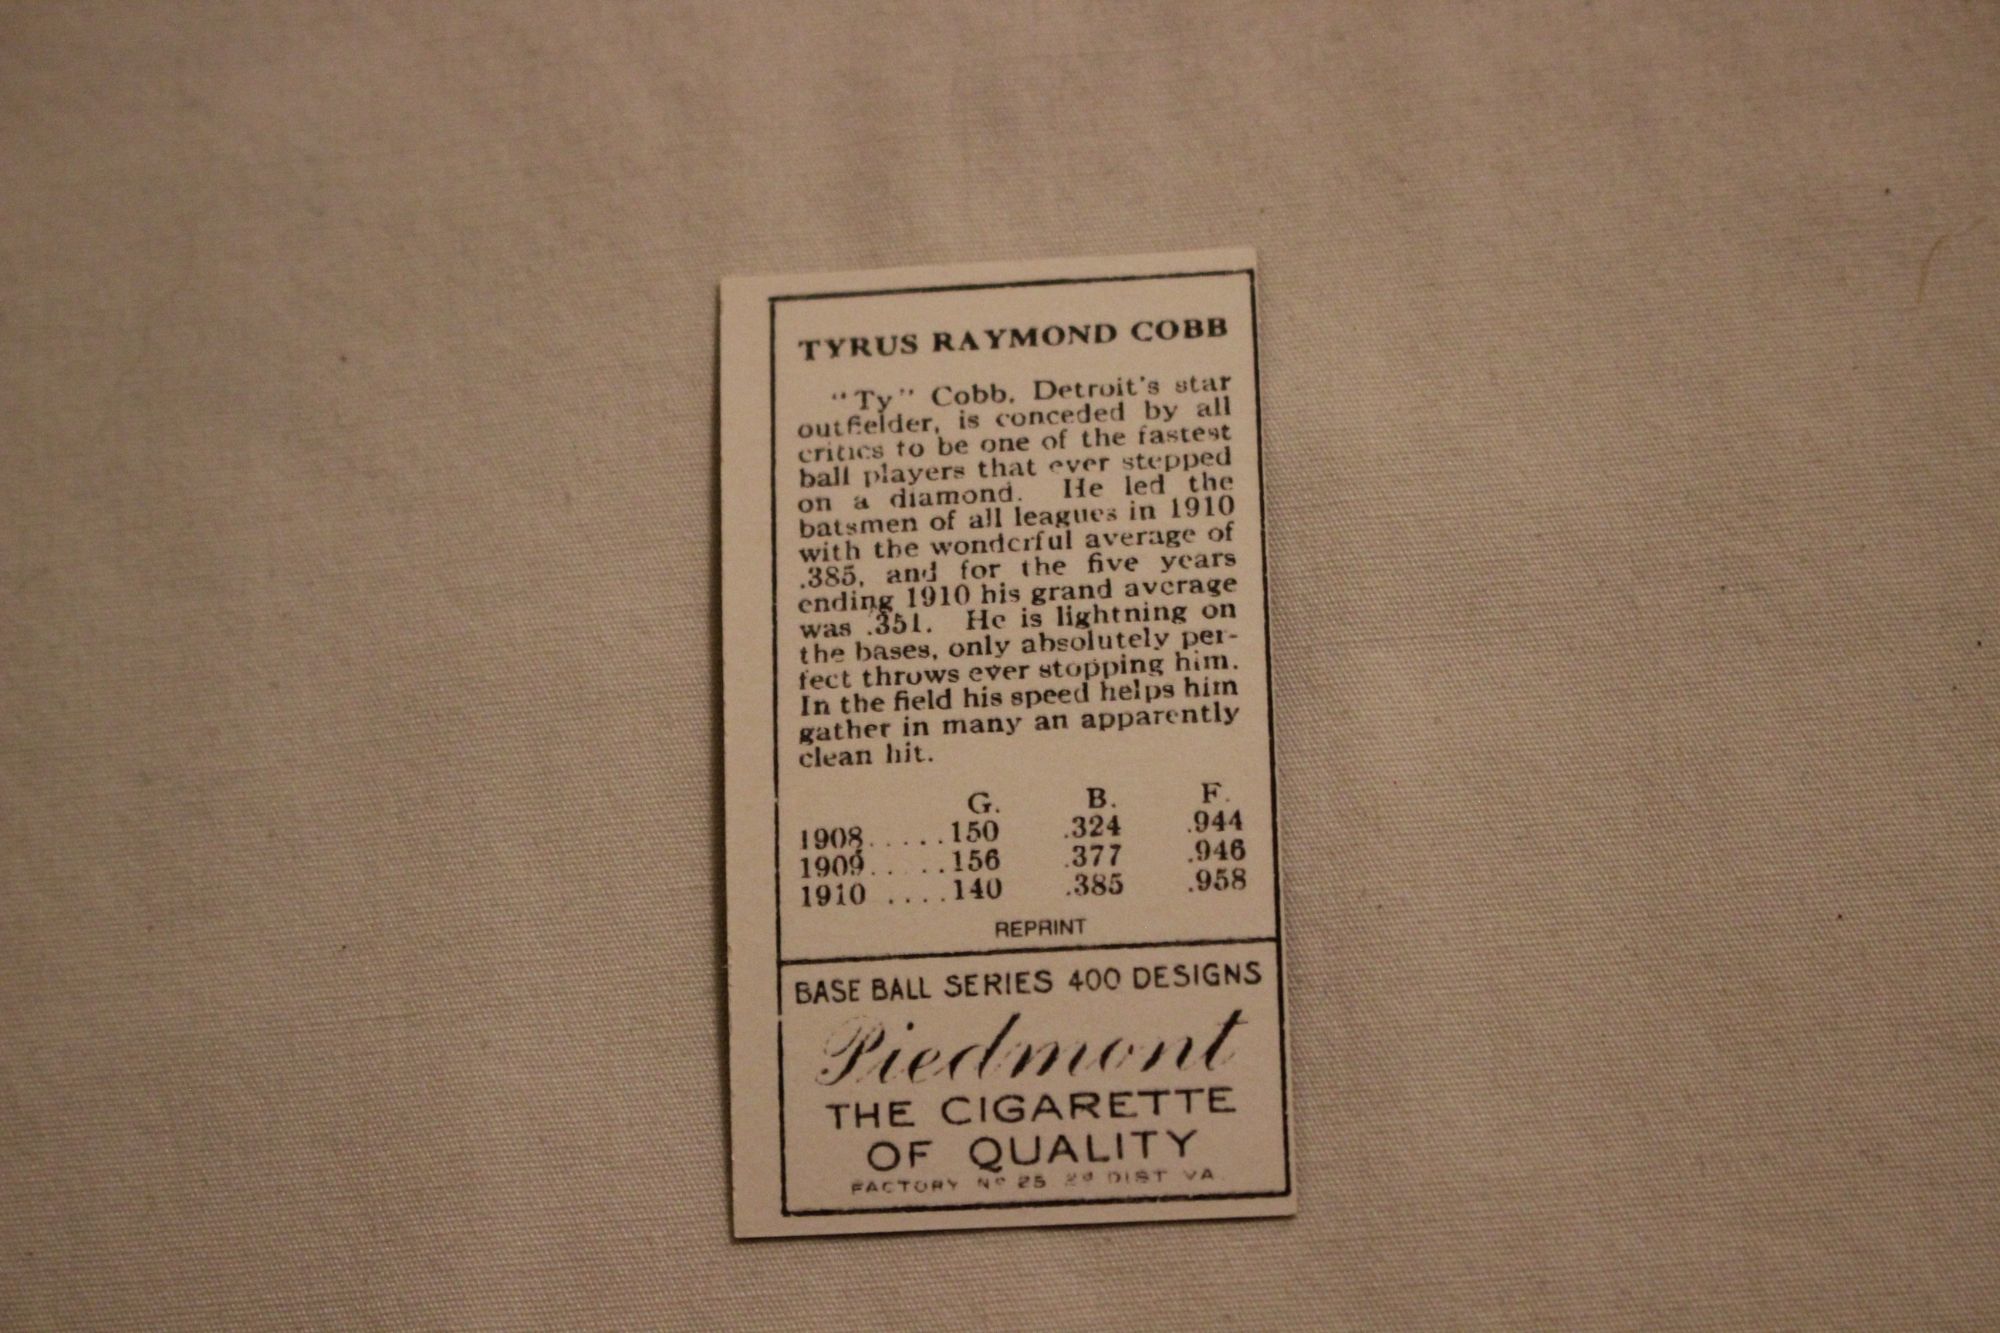 TYRUS RAYMOND COBB
"Ty" Cobb, Detroit's star
outfielder, is conceded by all
critics to be one of the fastest
ball players that ever stepped
on a diamond. He led the
batsmen of all leagues in 1910
with the wonderful average of
.385, and for the five years
ending 1910 his grand average
was .351. He is lightning on
the bases, only absolutely per-
fect throws ever stopping him.
In the field his speed helps him
gather in many an apparently
clean hit.
G. B. F.
1908.....150 .324 .944
1909.....156 .377 .946
1910 ....140 .385 .958
REPRINT
BASE BALL SERIES 400 DESIGNS
Piedmont
THE CIGARETTE
OF QUALITY
FACTORY No 25 2d DIST VA.